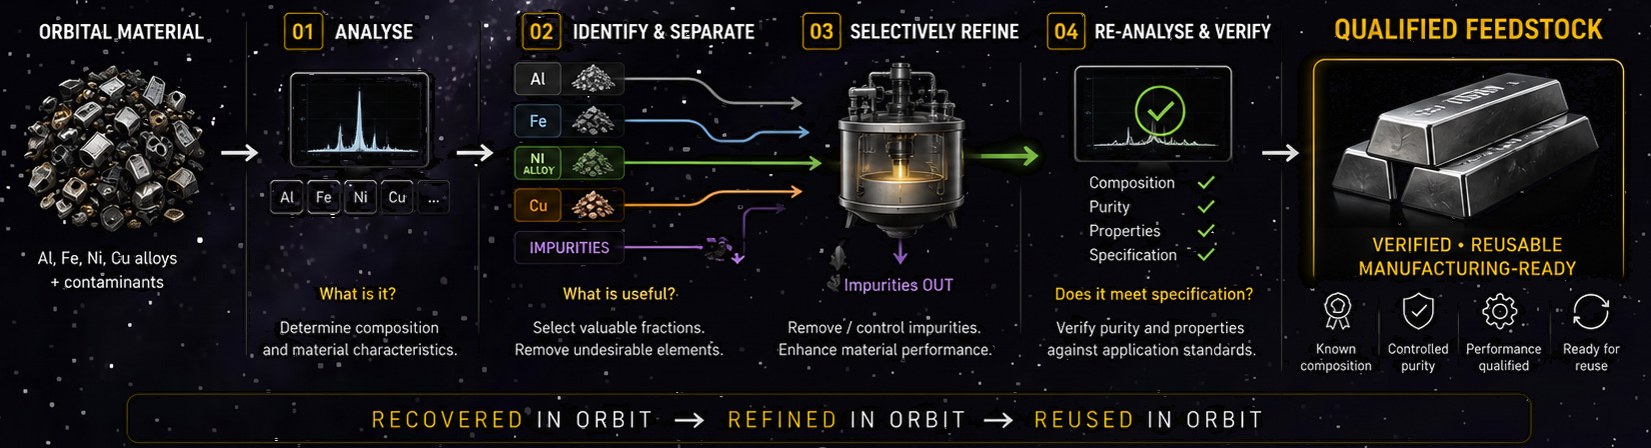 ORBITAL MATERIAL
Al, Fe, Ni, Cu alloys
+ contaminants
01 ANALYSE
Al Fe Ni Cu ...
What is it?
Determine composition
and material characteristics.
02 IDENTIFY & SEPARATE
Al
Fe
NI
ALLOY
Cu
IMPURITIES
What is useful?
Select valuable fractions.
Remove undesirable elements.
03 SELECTIVELY REFINE
Impurities OUT
Remove / control impurities.
Enhance material performance.
04 RE-ANALYSE & VERIFY
Composition ✓
Purity ✓
Properties ✓
Specification ✓
Does it meet specification?
Verify purity and properties
against application standards.
QUALIFIED FEEDSTOCK
VERIFIED • REUSABLE
MANUFACTURING-READY
Known
composition
Controlled
purity
Performance
qualified
Ready for
reuse
RECOVERED IN ORBIT → REFINED IN ORBIT → REUSED IN ORBIT